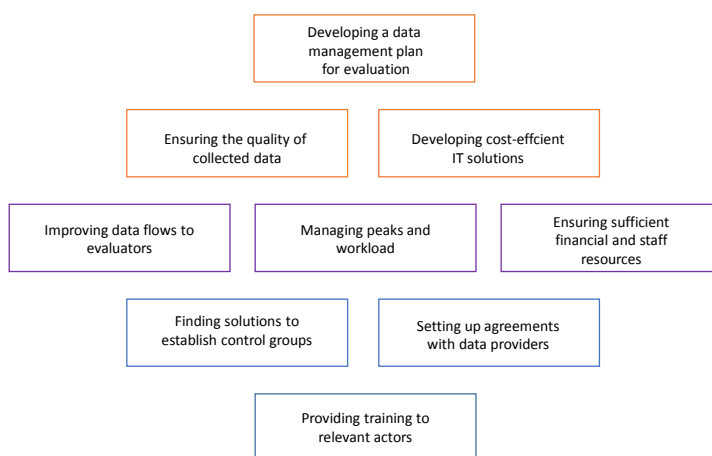 Developing a data
management plan
for evaluation
Ensuring the quality of
collected data
Developing cost-effcient
IT solutions
Improving data flows to
evaluators
Managing peaks and
workload
Ensuring sufficient
financial and staff
resources
Finding solutions to
establish control groups
Setting up agreements
with data providers
Providing training to
relevant actors